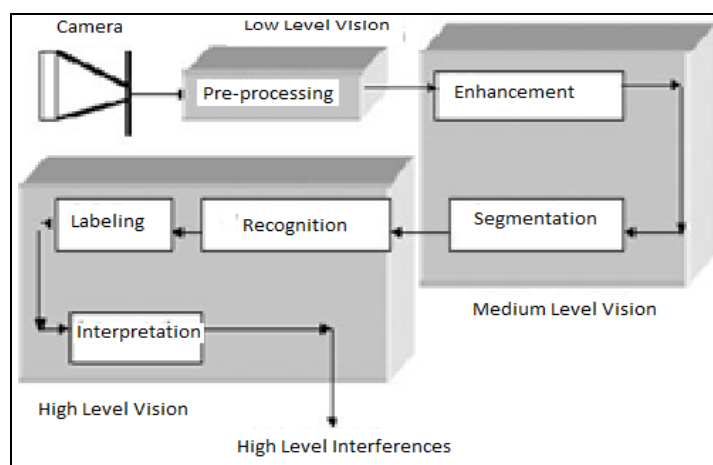 Camera
Low Level Vision
Pre-processing
Enhancement
Labeling
Recognition
Segmentation
Medium Level Vision
Interpretation
High Level Vision
High Level Interferences